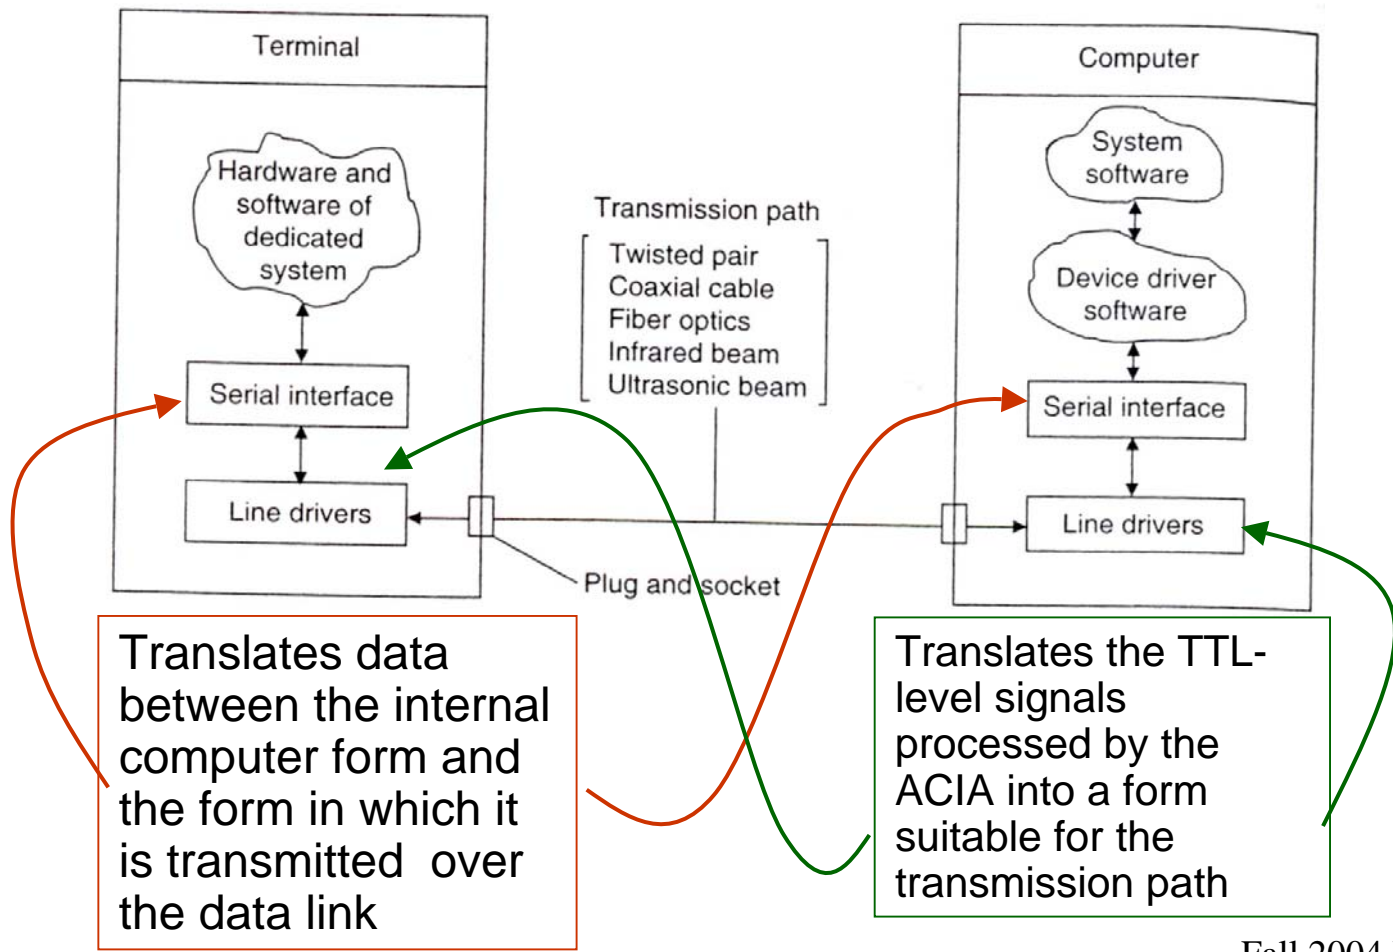 Terminal
Hardware and
software of
dedicated
system
Serial interface
Line drivers
Transmission path
Twisted pair
Coaxial cable
Fiber optics
Infrared beam
Ultrasonic beam
Plug and socket
Computer
System
software
Device driver
software
Serial interface
Line drivers
Translates data
between the internal
computer form and
the form in which it
is transmitted over
the data link
Translates the TTL-
level signals
processed by the
ACIA into a form
suitable for the
transmission path
Fall 2004